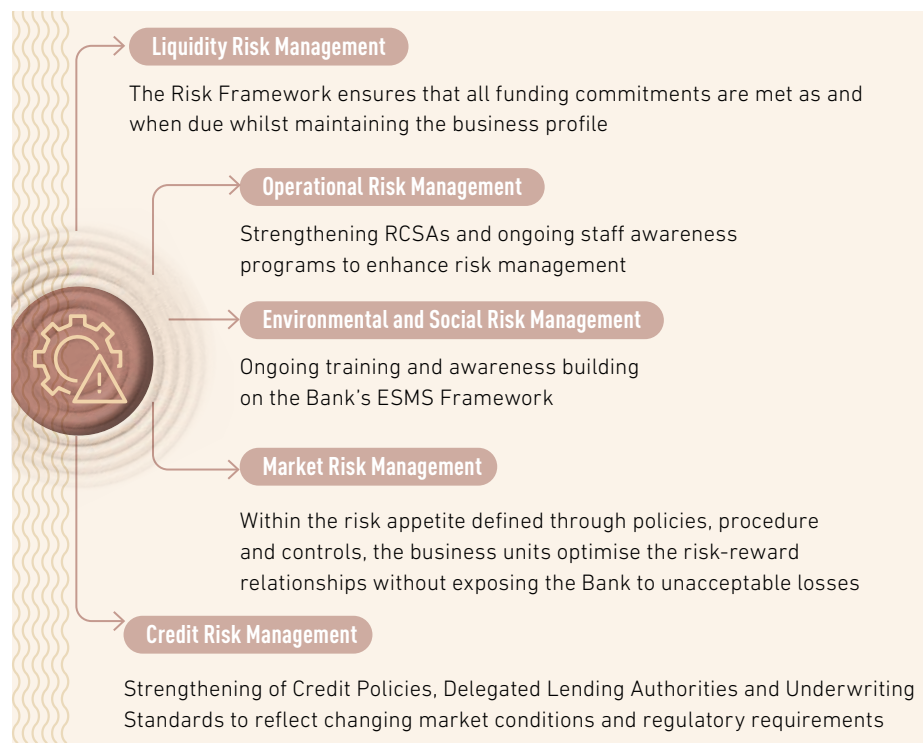 Liquidity Risk Management
The Risk Framework ensures that all funding commitments are met as and
when due whilst maintaining the business profile
Operational Risk Management
Strengthening RCSAs and ongoing staff awareness
programs to enhance risk management
Environmental and Social Risk Management
Ongoing training and awareness building
on the Bank’s ESMS Framework
Market Risk Management
Within the risk appetite defined through policies, procedure
and controls, the business units optimise the risk-reward
relationships without exposing the Bank to unacceptable losses
Credit Risk Management
Strengthening of Credit Policies, Delegated Lending Authorities and Underwriting
Standards to reflect changing market conditions and regulatory requirements